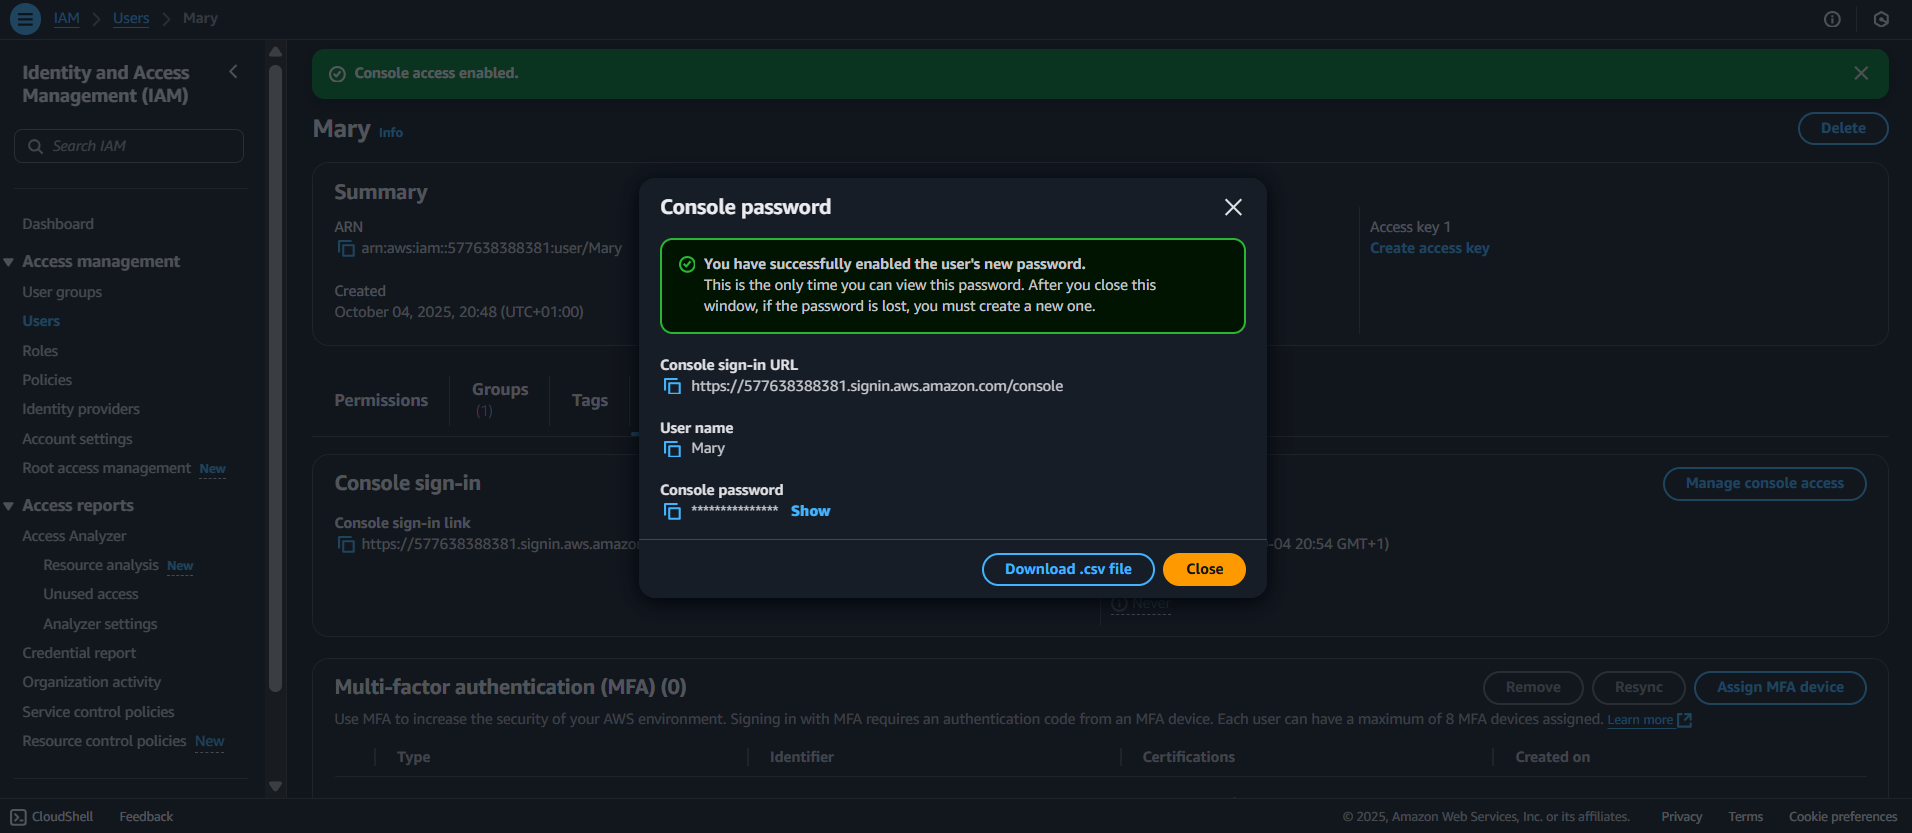 IAM > Users > Mary
Identity and Access
Management (IAM)
Search IAM
Dashboard
Access management
User groups
Users
Roles
Policies
Identity providers
Account settings
Root access management New
Access reports
Access Analyzer
Resource analysis New
Unused access
Analyzer settings
Credential report
Organization activity
Service control policies
Resource control policies New
Console access enabled.
Mary Info
Delete
Summary
ARN
arn:aws:iam::577638388381:user/Mary
Created
October 04, 2025, 20:48 (UTC+01:00)
Access key 1
Create access key
Permissions
Groups
(1)
Tags
Console sign-in
Manage console access
Console sign-in link
https://577638388381.signin.aws.amazo
-04 20:54 GMT+1)
Never
Console password
You have successfully enabled the user's new password.
This is the only time you can view this password. After you close this
window, if the password is lost, you must create a new one.
Console sign-in URL
https://577638388381.signin.aws.amazon.com/console
User name
Mary
Console password
*************** Show
Download .csv file
Close
Multi-factor authentication (MFA) (0)
Remove
Resync
Assign MFA device
Use MFA to increase the security of your AWS environment. Signing in with MFA requires an authentication code from an MFA device. Each user can have a maximum of 8 MFA devices assigned. Learn more
Type
Identifier
Certifications
Created on
CloudShell
Feedback
© 2025, Amazon Web Services, Inc. or its affiliates.
Privacy
Terms
Cookie preferences